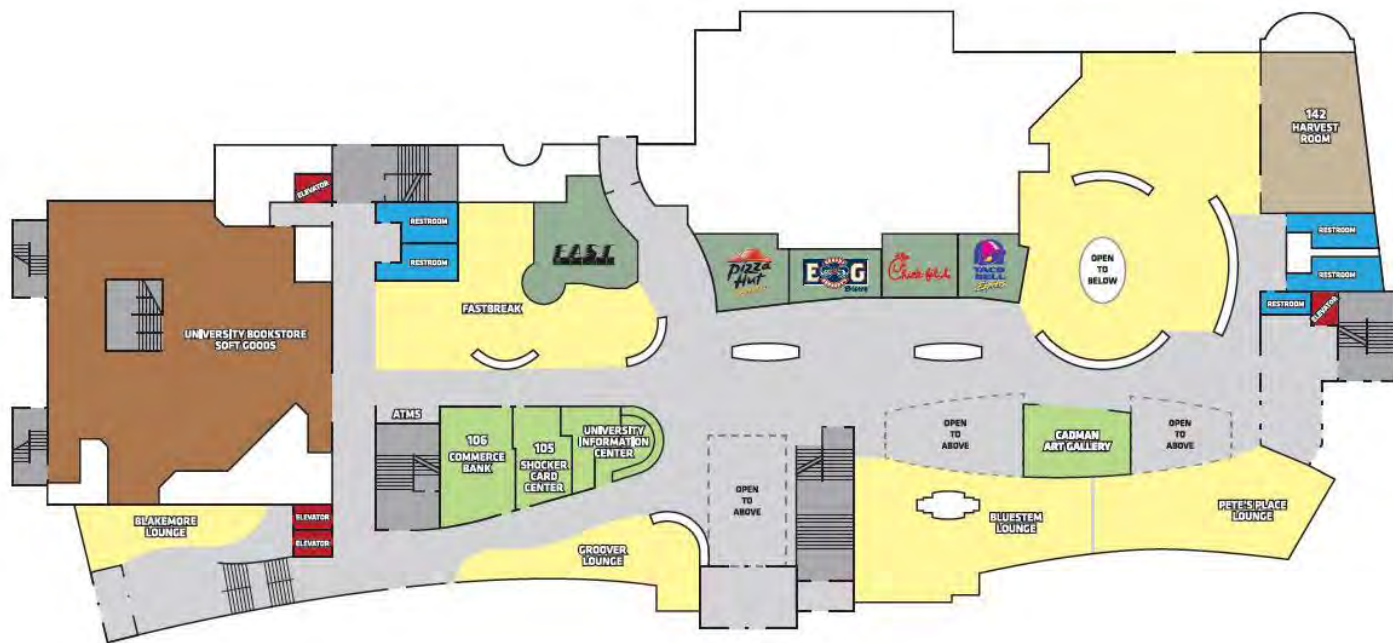 142
HARVEST
ROOM
ELEVATOR
RESTROOM
RESTROOM
F.A.S.T.
FASTBREAK
Pizza
Hut
Chick-fil-A
TACO
BELL
Express
OPEN
TO
BELOW
RESTROOM
RESTROOM
RESTROOM
ELEVATOR
UNIVERSITY BOOKSTORE
SOFT GOODS
ATMS
106
COMMERCE
BANK
105
SHOCKER
CARD
CENTER
UNIVERSITY
INFORMATION
CENTER
OPEN
TO
ABOVE
OPEN
TO
ABOVE
CADMAN
ART GALLERY
OPEN
TO
ABOVE
BLAKEMORE
LOUNGE
ELEVATOR
ELEVATOR
GROOVER
LOUNGE
BLUESTEM
LOUNGE
PETE'S PLACE
LOUNGE